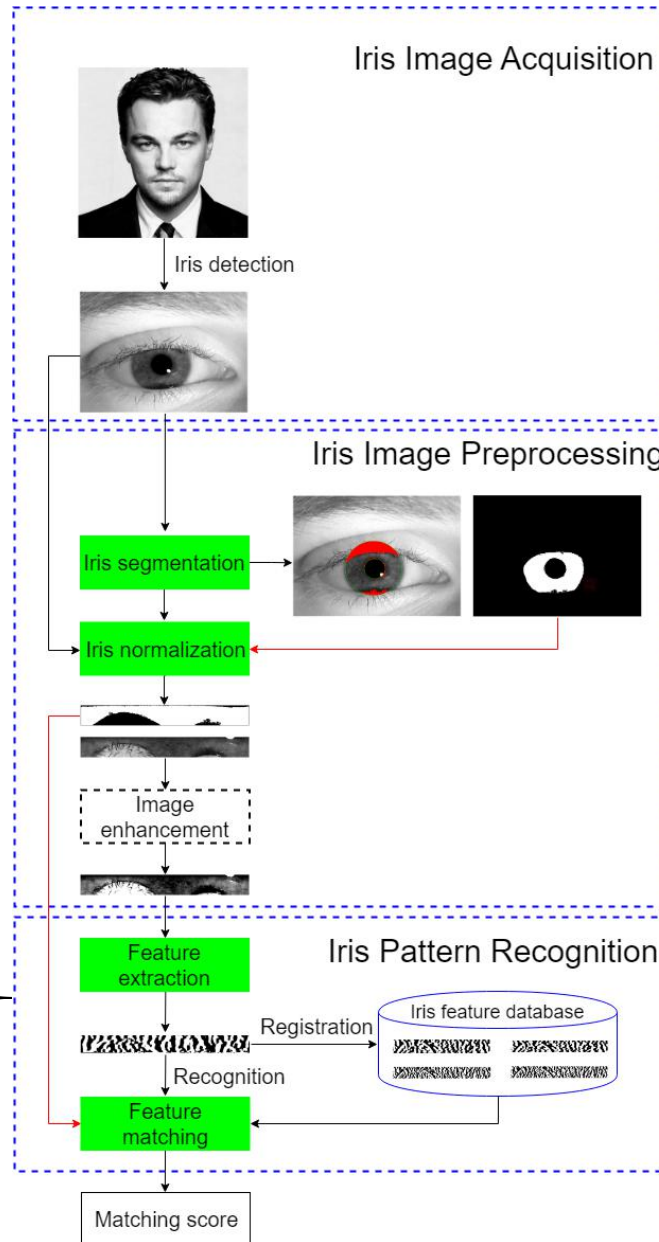 Iris Image Acquisition
Iris detection
Iris Image Preprocessing
Iris segmentation
Iris normalization
Image
enhancement
Iris Pattern Recognition
Feature
extraction
Registration
Iris feature database
Recognition
Feature
matching
Matching score